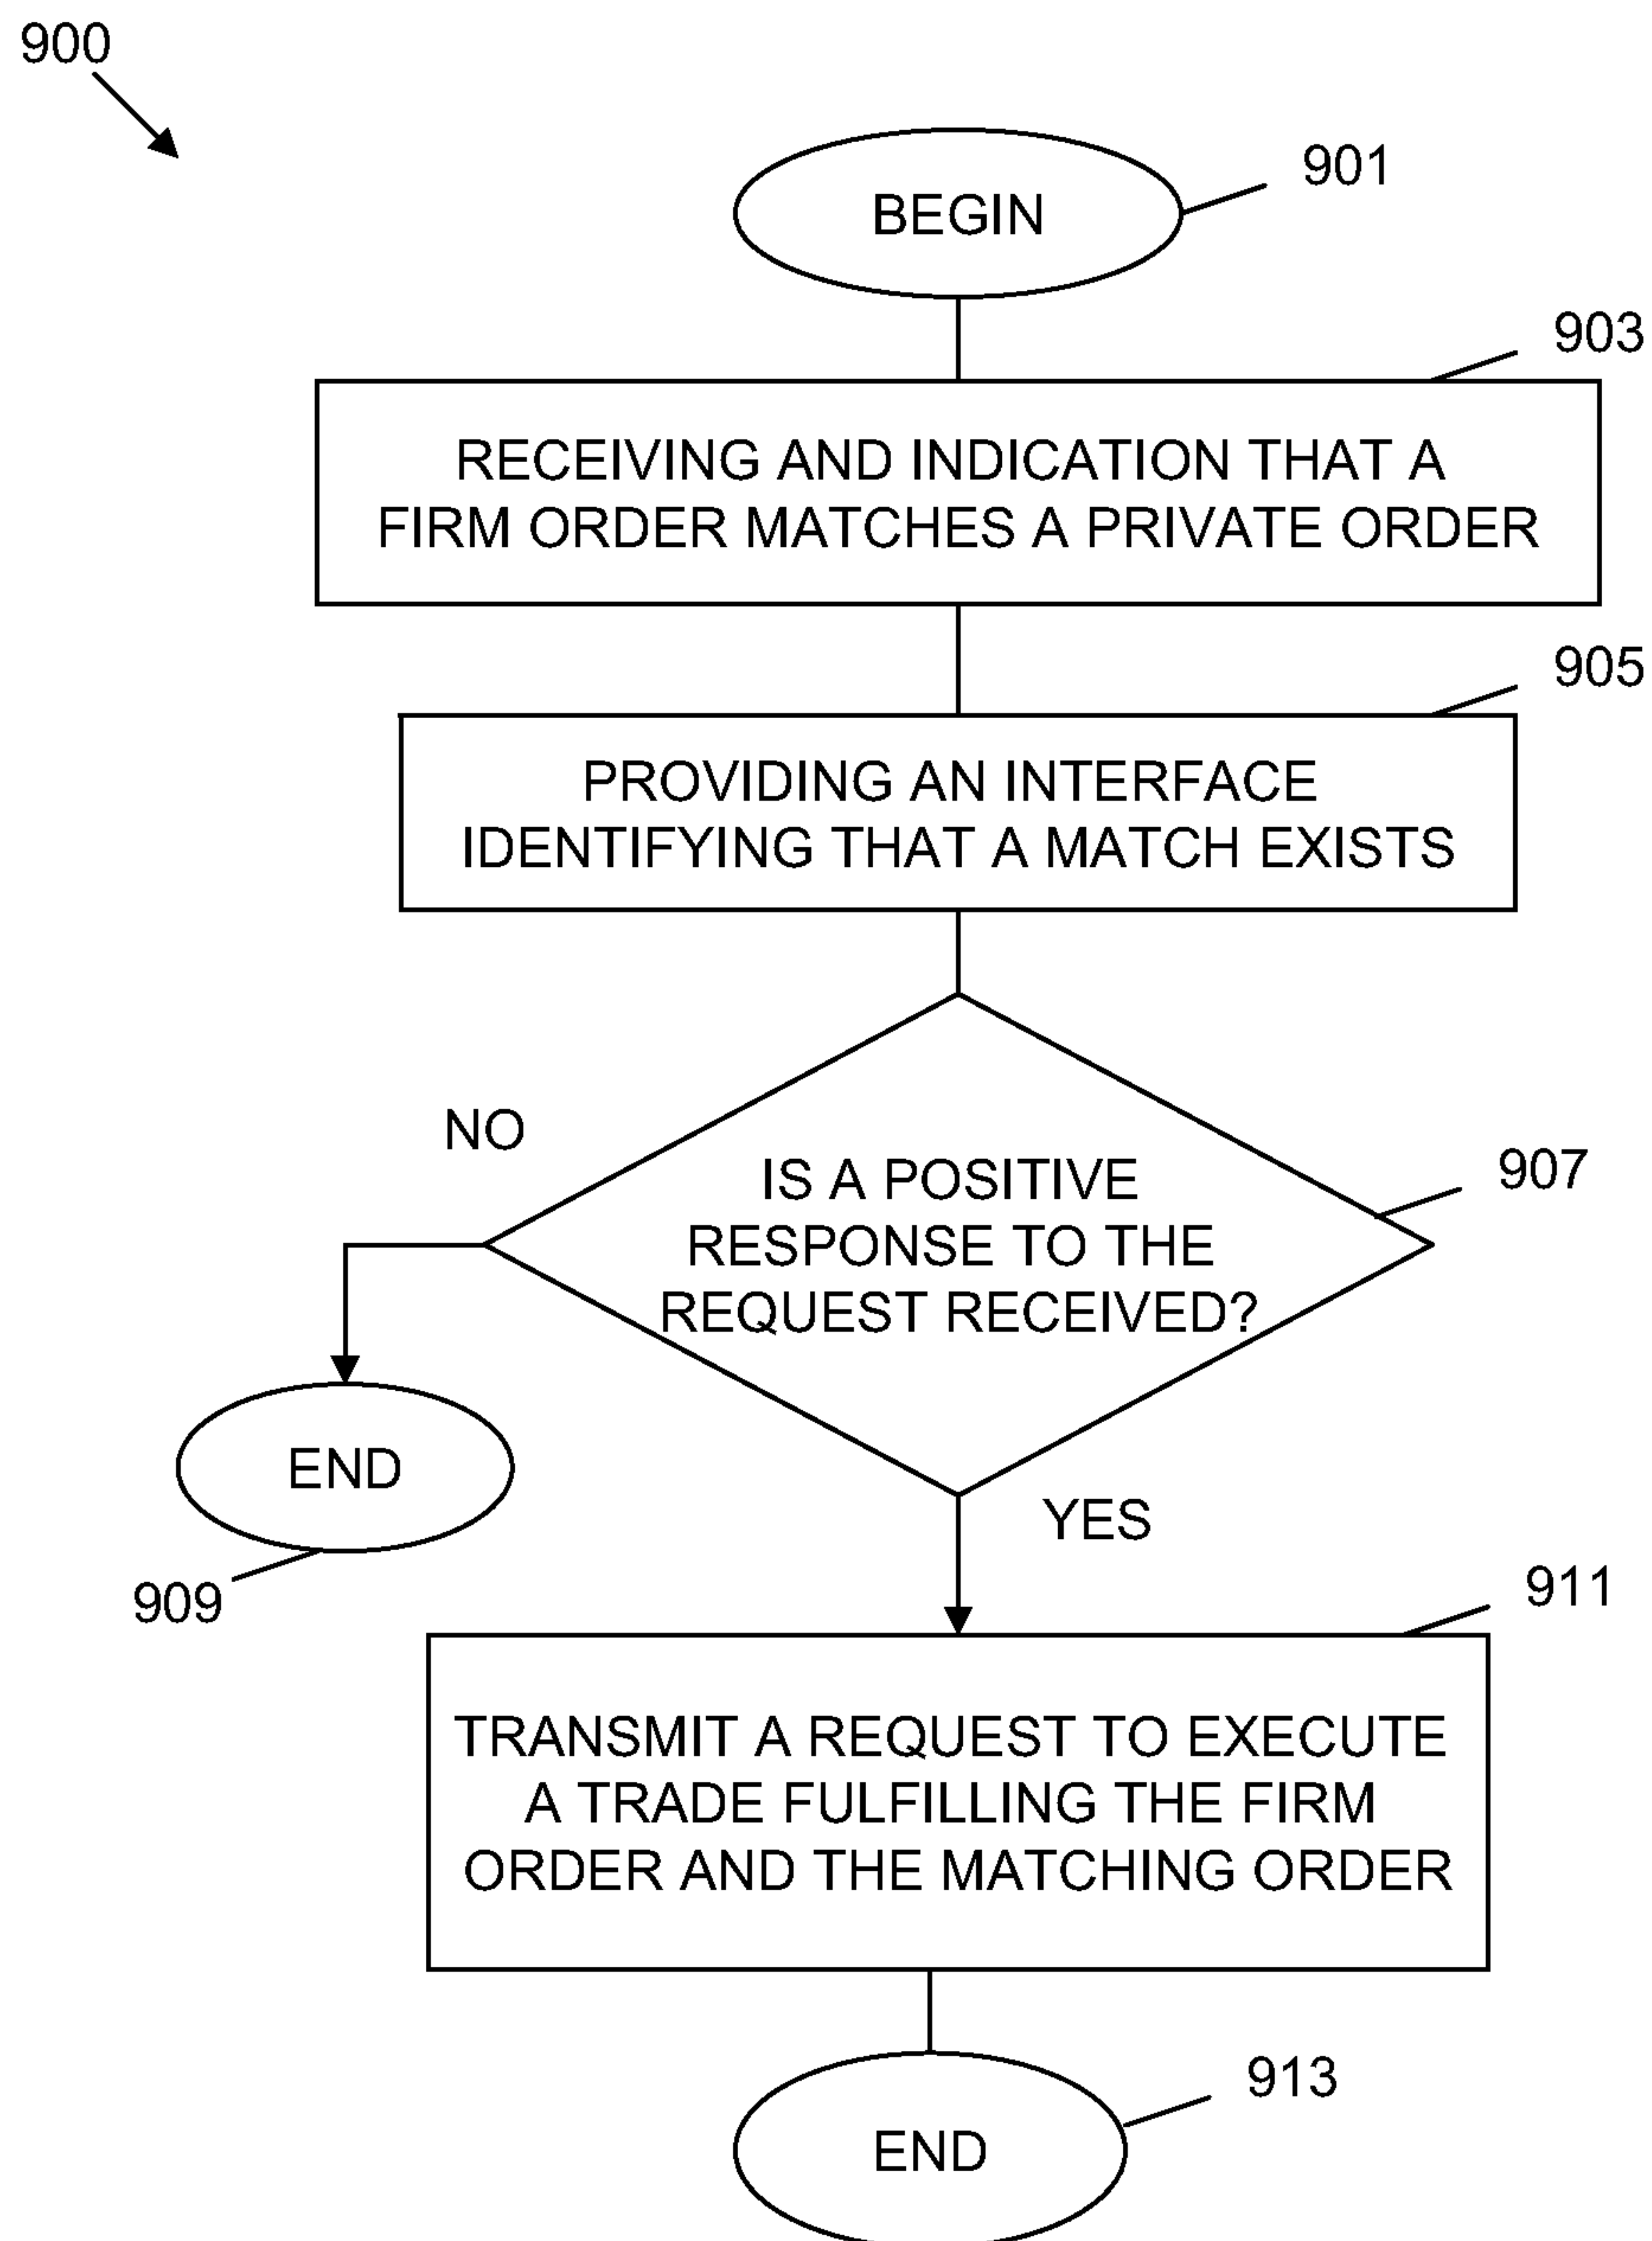 900
901
BEGIN
903
RECEIVING AND INDICATION THAT A
FIRM ORDER MATCHES A PRIVATE ORDER
905
PROVIDING AN INTERFACE
IDENTIFYING THAT A MATCH EXISTS
NO
907
IS A POSITIVE
RESPONSE TO THE
REQUEST RECEIVED?
END
909
YES
911
TRANSMIT A REQUEST TO EXECUTE
A TRADE FULFILLING THE FIRM
ORDER AND THE MATCHING ORDER
913
END